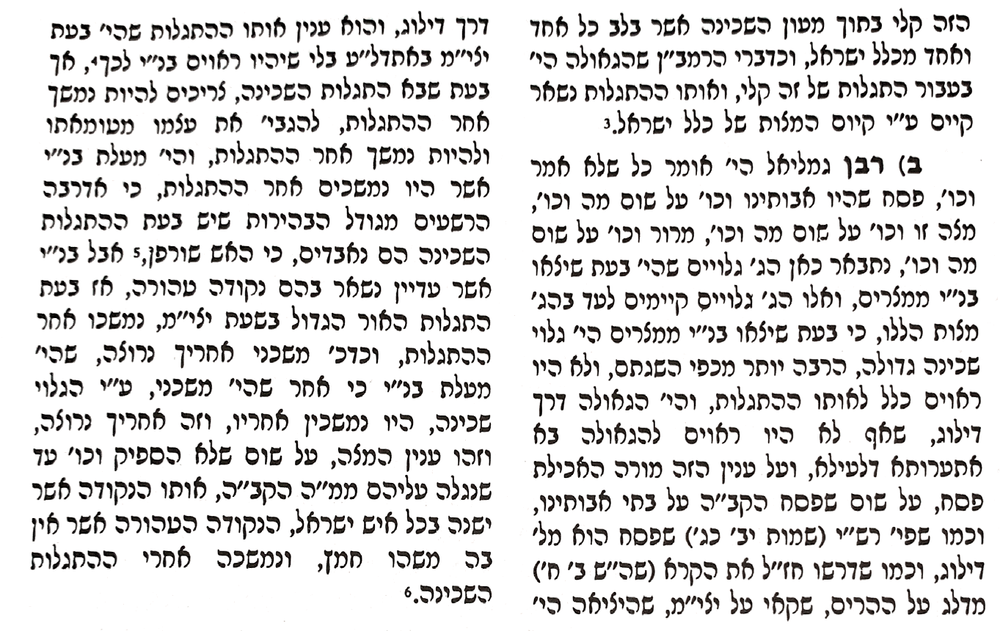 הזה קלי בתוך מעון השכינה אשר בלב כל אחד
ואחד מכלל ישראל, וכדברי הרמב״ן שהגאולה הי׳
בעבור התגלות של זה קלי, ואותו ההתגלות נשאר
קיים ע״י קיום המצות של כלל ישראל.3
ב) רבן גמליאל הי׳ אומר כל שלא אמר
וכו׳, פסח שהיו אבותינו וכו׳ על שום מה וכו׳,
מצה זו וכו׳ על שום מה וכו׳, מרור וכו׳ על שום
מה וכו׳, נתבאר כאן הג׳ גלויים שהי׳ בעת שיצאו
בנ״י ממצרים, ואלו הג׳ גלויים קיימים לעד בהג׳
מצות הללו, כי בעת שיצאו בנ״י ממצרים הי׳ גלוי
שכינה גדולה, הרבה יותר מכפי השגתם, ולא היו
ראוים כלל לאותו ההתגלות, והי׳ הגאולה דרך
דילוג, שאף לא היו ראוים להגאולה בא
אתערותא דלעילא, ועל ענין הזה מורה האכילת
פסח, על שום שפסח הקב״ה על בתי אבותינו,
וכמו שפי׳ רש״י (שמות יב׳ כג׳) שפסח הוא מל׳
דילוג, וכמו שדרשו חז״ל את הקרא (שה״ש ב׳ ח׳)
מדלג על ההרים, שקאי על יצי״מ, שהיציאה הי׳
דרך דילוג, והוא ענין אותו ההתגלות שהי׳ בעת
יצי״מ באתדל״ע בלי שיהיו ראוים בנ״י לכך4, אך
בעת שבא התגלות השכינה, צריכים להיות נמשך
אחר ההתגלות, להגבי׳ את עצמו מטומאתו
ולהיות נמשך אחר ההתגלות, והי׳ מעלת בנ״י
אשר היו נמשכים אחר ההתגלות, כי אדרבה
הרשעים מגודל הבהירות שיש בעת ההתגלות
השכינה הם נאבדים, כי האש שורפן,5 אבל בנ״י
אשר עדיין נשאר בהם נקודה טהורה, אז בעת
התגלות האור הגדול בשעת יצי״מ, נמשכו אחר
ההתגלות, וכדכ׳ משכני אחריך נרוצה, שהי׳
מעלת בנ״י כי אחר שהי׳ משכני, ע״י הגלוי
שכינה, היו נמשכין אחריו, וזה אחריך נרוצה,
וזהו ענין המצה, על שום שלא הספיק וכו׳ עד
שנגלה עליהם ממ״ה הקב״ה, אותו הנקודה אשר
ישנה בכל איש ישראל, הנקודה הטהורה אשר אין
בה משהו חמץ, ונמשכה אחרי ההתגלות
השכינה.6